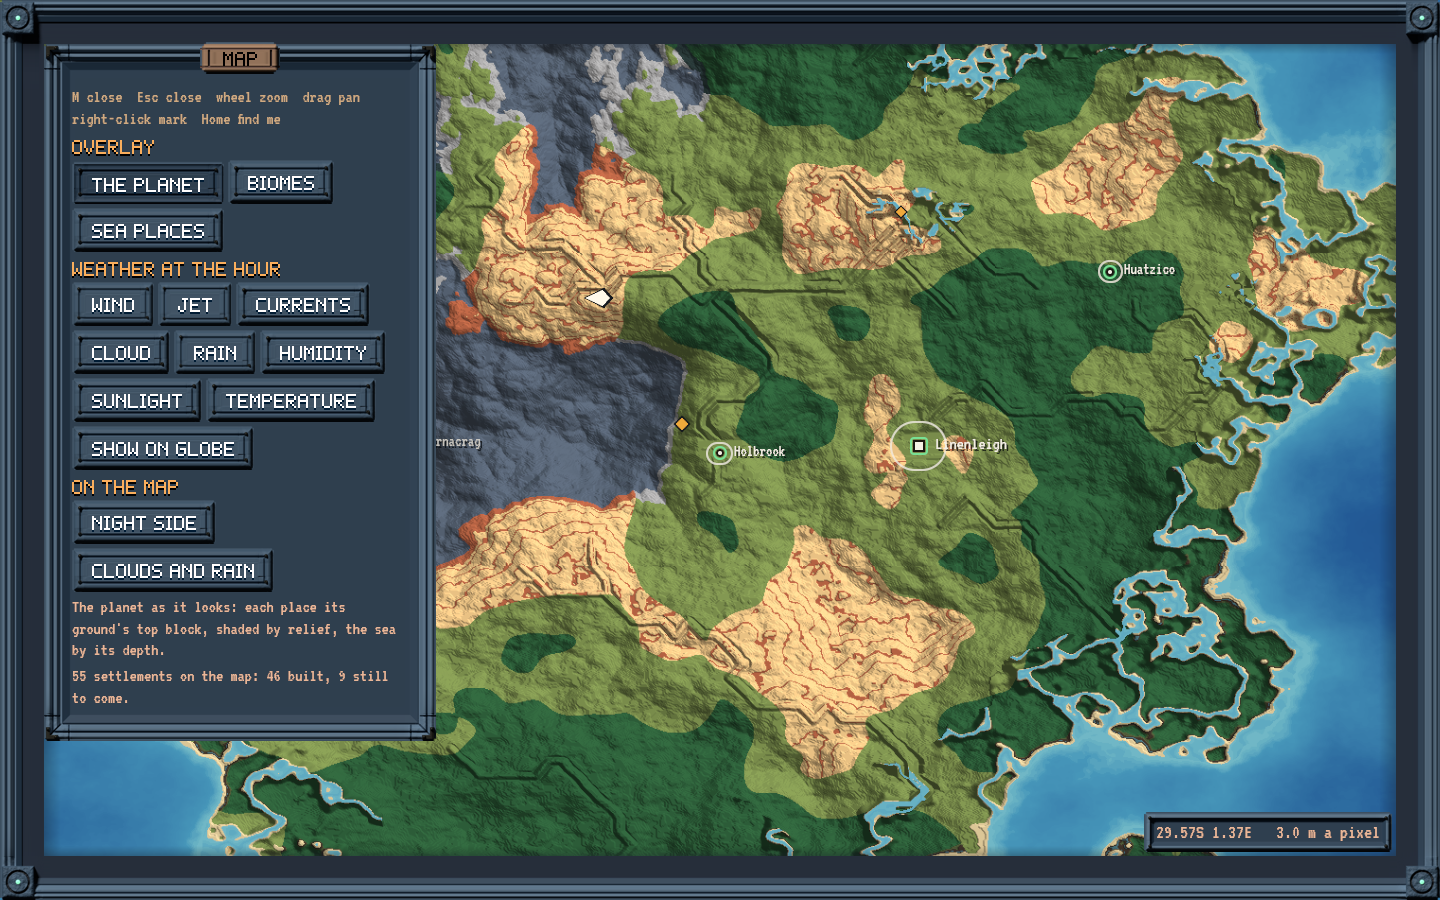 MAP
M close  Esc close  wheel zoom  drag pan
right-click mark  Home find me
OVERLAY
THE PLANET
BIOMES
SEA PLACES
WEATHER AT THE HOUR
WIND
JET
CURRENTS
CLOUD
RAIN
HUMIDITY
SUNLIGHT
TEMPERATURE
SHOW ON GLOBE
ON THE MAP
NIGHT SIDE
CLOUDS AND RAIN
The planet as it looks: each place its
ground's top block, shaded by relief, the sea
by its depth.
55 settlements on the map: 46 built, 9 still
to come.
Huatzico
rnacrag
Holbrook
Linenleigh
29.57S 1.37E   3.0 m a pixel